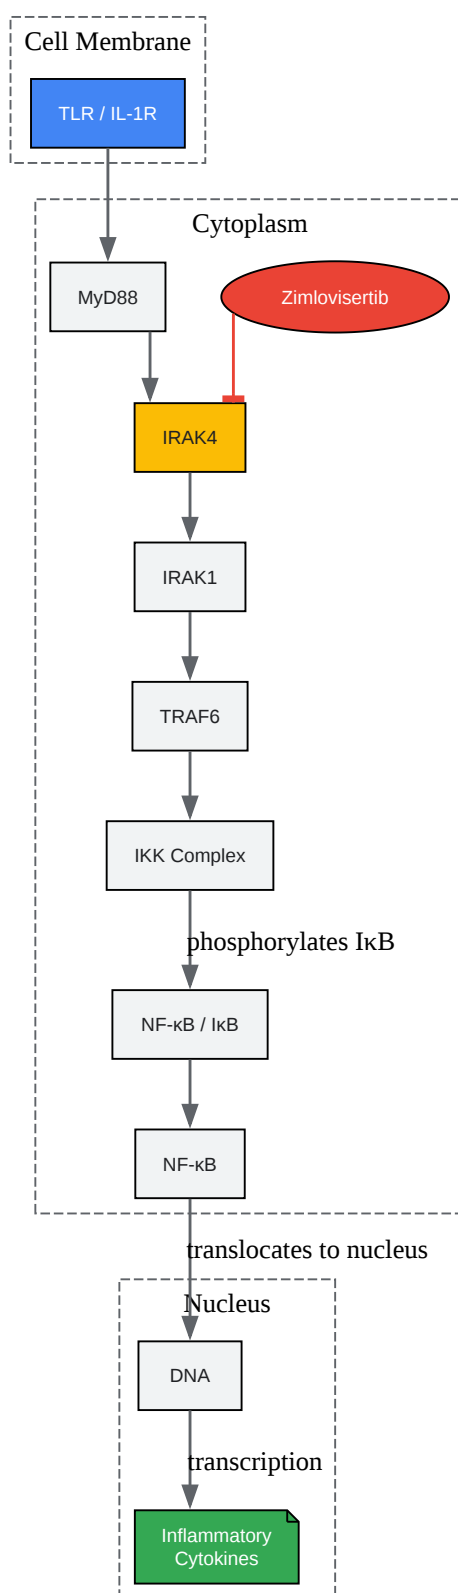 Cell Membrane
TLR / IL-1R
Cytoplasm
MyD88
Zimlovisertib
IRAK4
IRAK1
TRAF6
IKK Complex
phosphorylates IκB
NF-κB / IκB
NF-κB
translocates to nucleus
Nucleus
DNA
transcription
Inflammatory
Cytokines